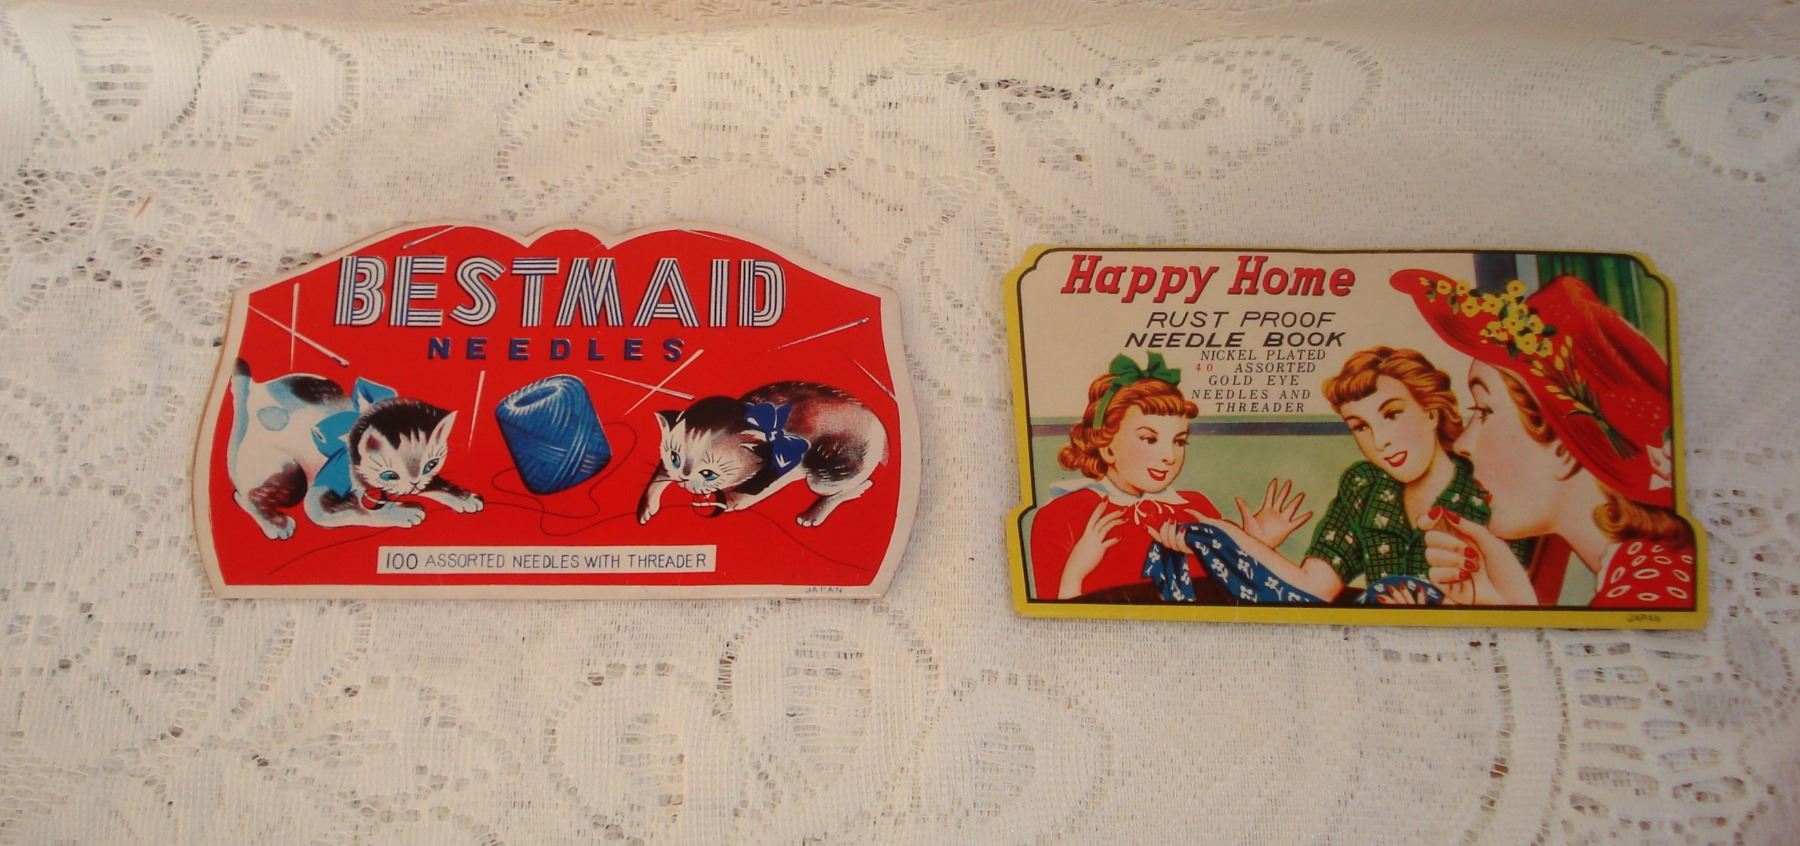 BESTMAID
NEEDLES
100 ASSORTED NEEDLES WITH THREADER
JAPAN
Happy Home
RUST PROOF
NEEDLE BOOK
NICKEL PLATED
40 ASSORTED
GOLD EYE
NEEDLES AND
THREADER
JAPAN